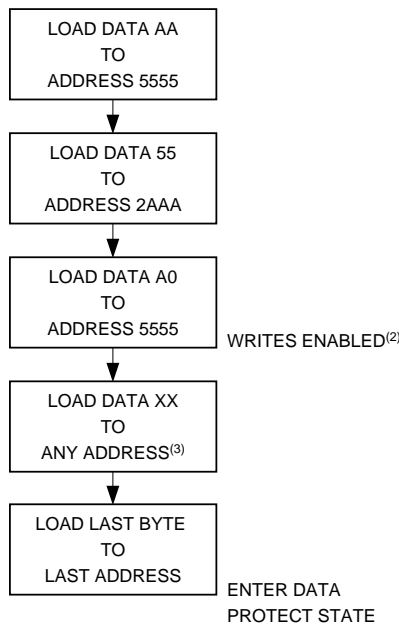 LOAD DATA AA
TO
ADDRESS 5555
LOAD DATA 55
TO
ADDRESS 2AAA
LOAD DATA A0
TO
ADDRESS 5555
WRITES ENABLED(2)
LOAD DATA XX
TO
ANY ADDRESS(3)
LOAD LAST BYTE
TO
LAST ADDRESS
ENTER DATA
PROTECT STATE